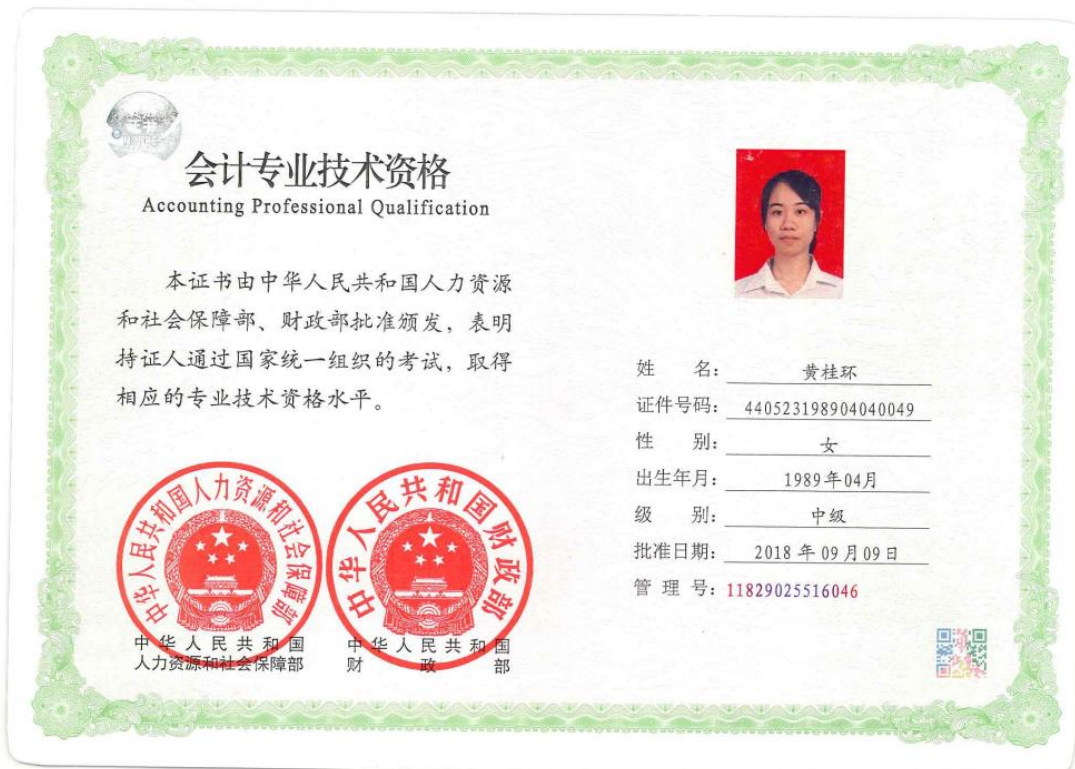 会计专业技术资格
Accounting Professional Qualification
本证书由中华人民共和国人力资源
和社会保障部、财政部批准颁发，表明
持证人通过国家统一组织的考试，取得
相应的专业技术资格水平。
中华人民共和国人力资源和社会保障部
中华人民共和国财政部
中华人民共和国
人力资源和社会保障部
中华人民共和国
财政部
姓名：黄桂环
证件号码：440523198904040049
性别：女
出生年月：1989年04月
级别：中级
批准日期：2018年09月09日
管理号：11829025516046